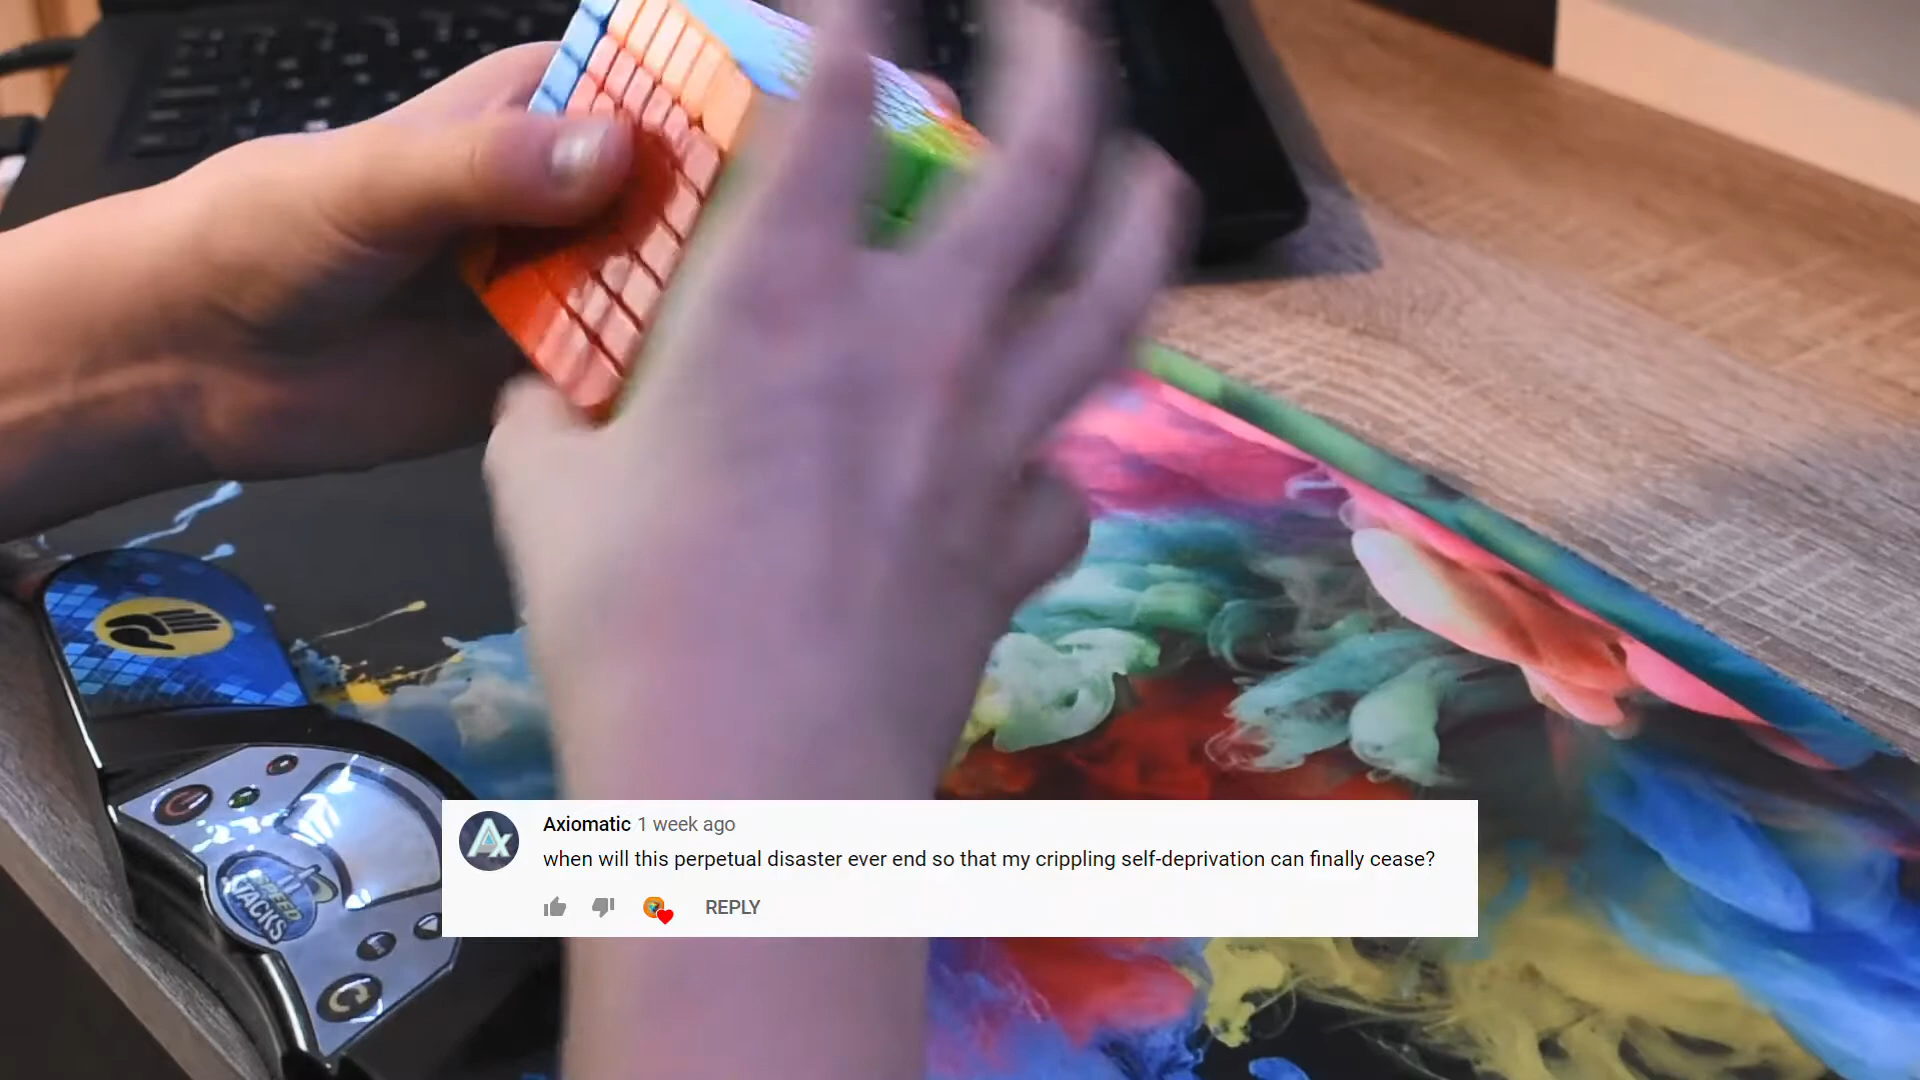 SPEED
STACKS
C
Ax
Axiomatic 1 week ago
when will this perpetual disaster ever end so that my crippling self-deprivation can finally cease?
REPLY